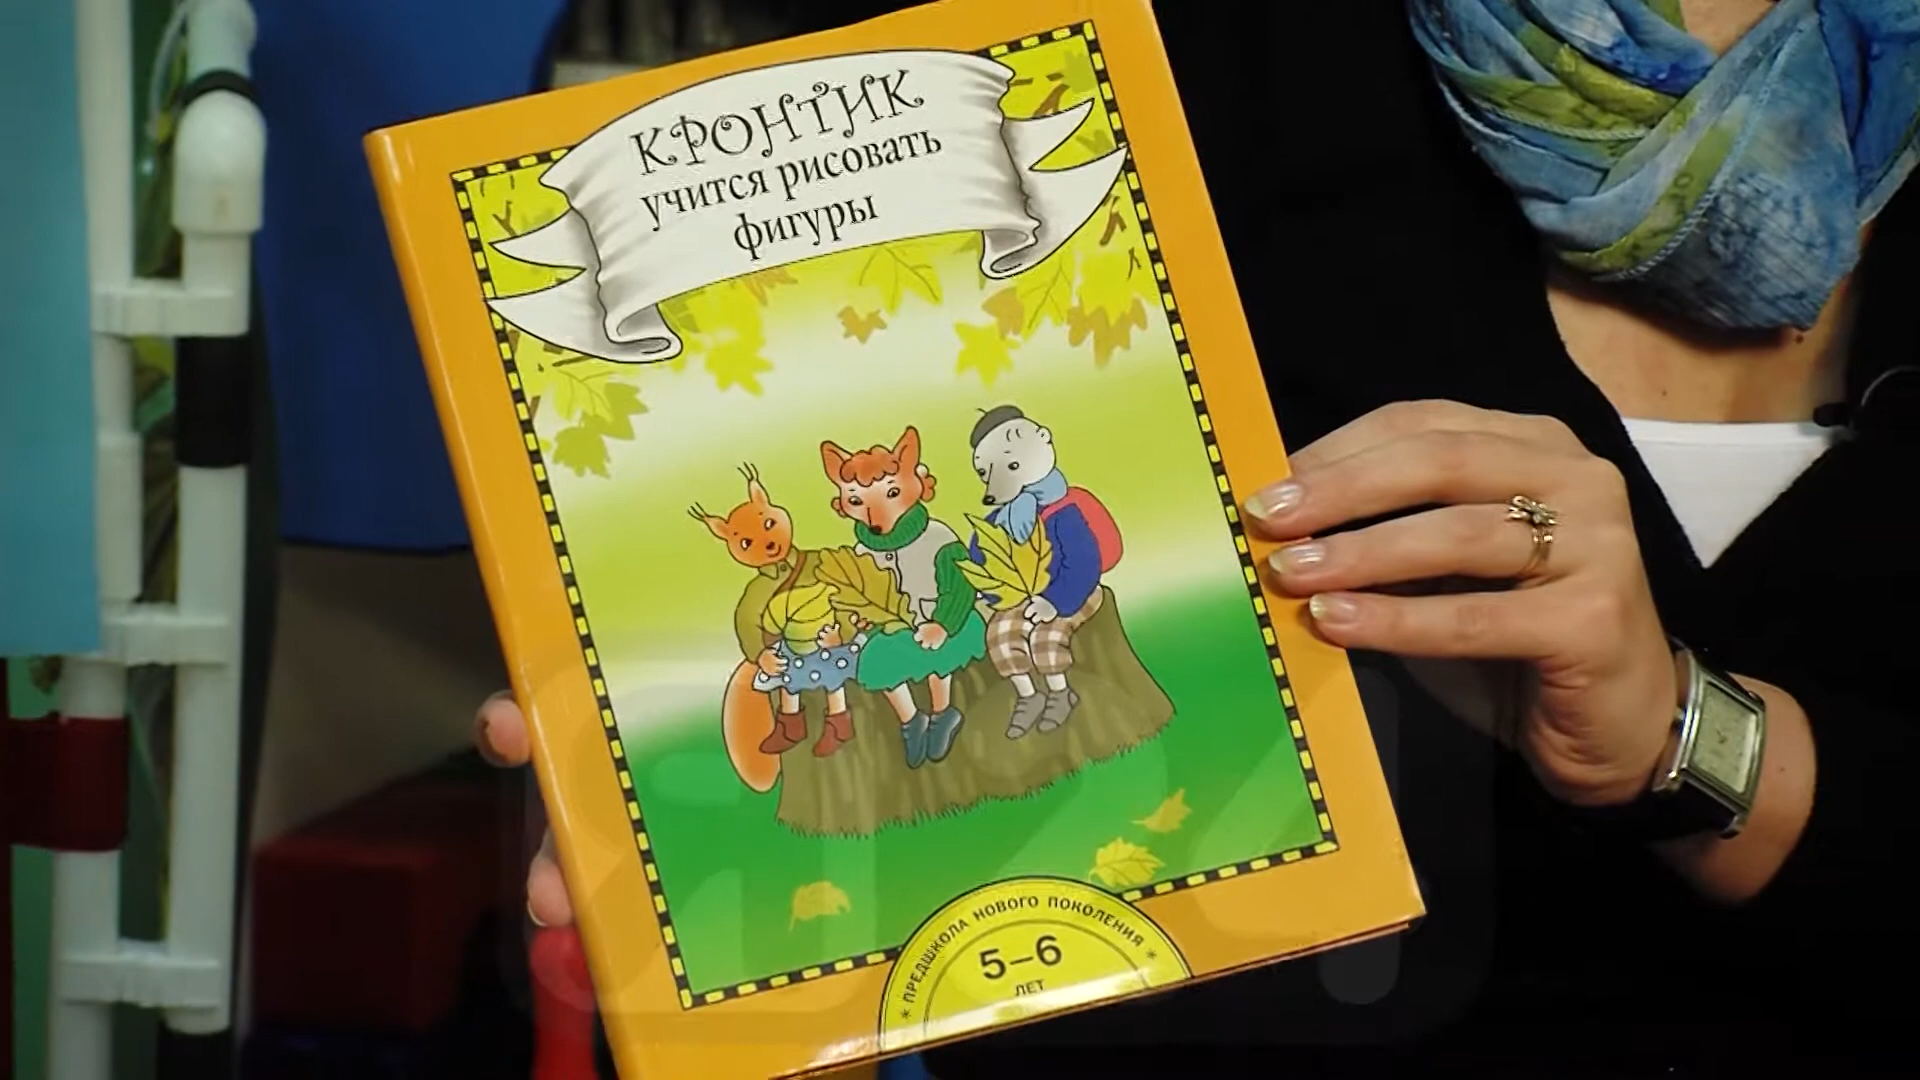 КРОНТИК
учится рисовать
фигуры
* ПРЕДШКОЛА НОВОГО ПОКОЛЕНИЯ *
5–6
ЛЕТ